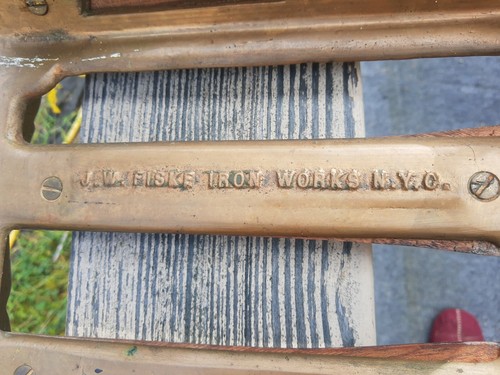 J.W. FISKE IRON WORKS N.Y.C.